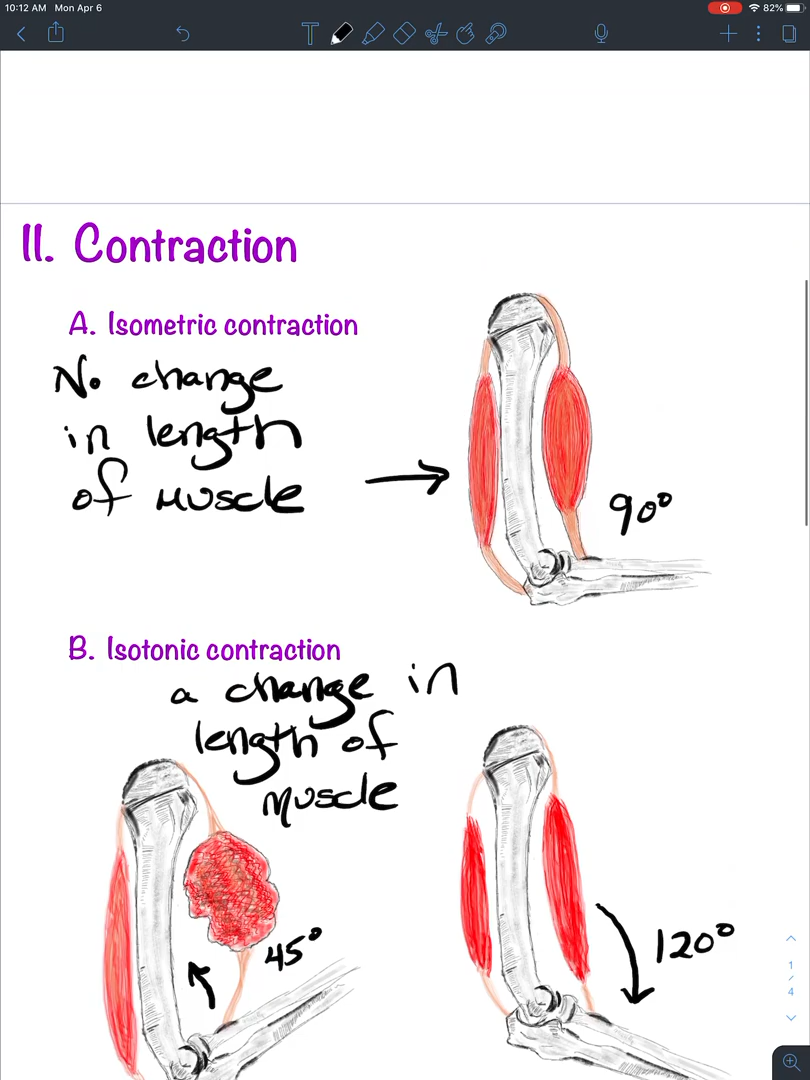 10:12 AM Mon Apr 6
82%
T
II. Contraction
A. Isometric contraction
No change
in length
of muscle
90°
B. Isotonic contraction
a change in
length of
muscle
45°
120°
1
/
4